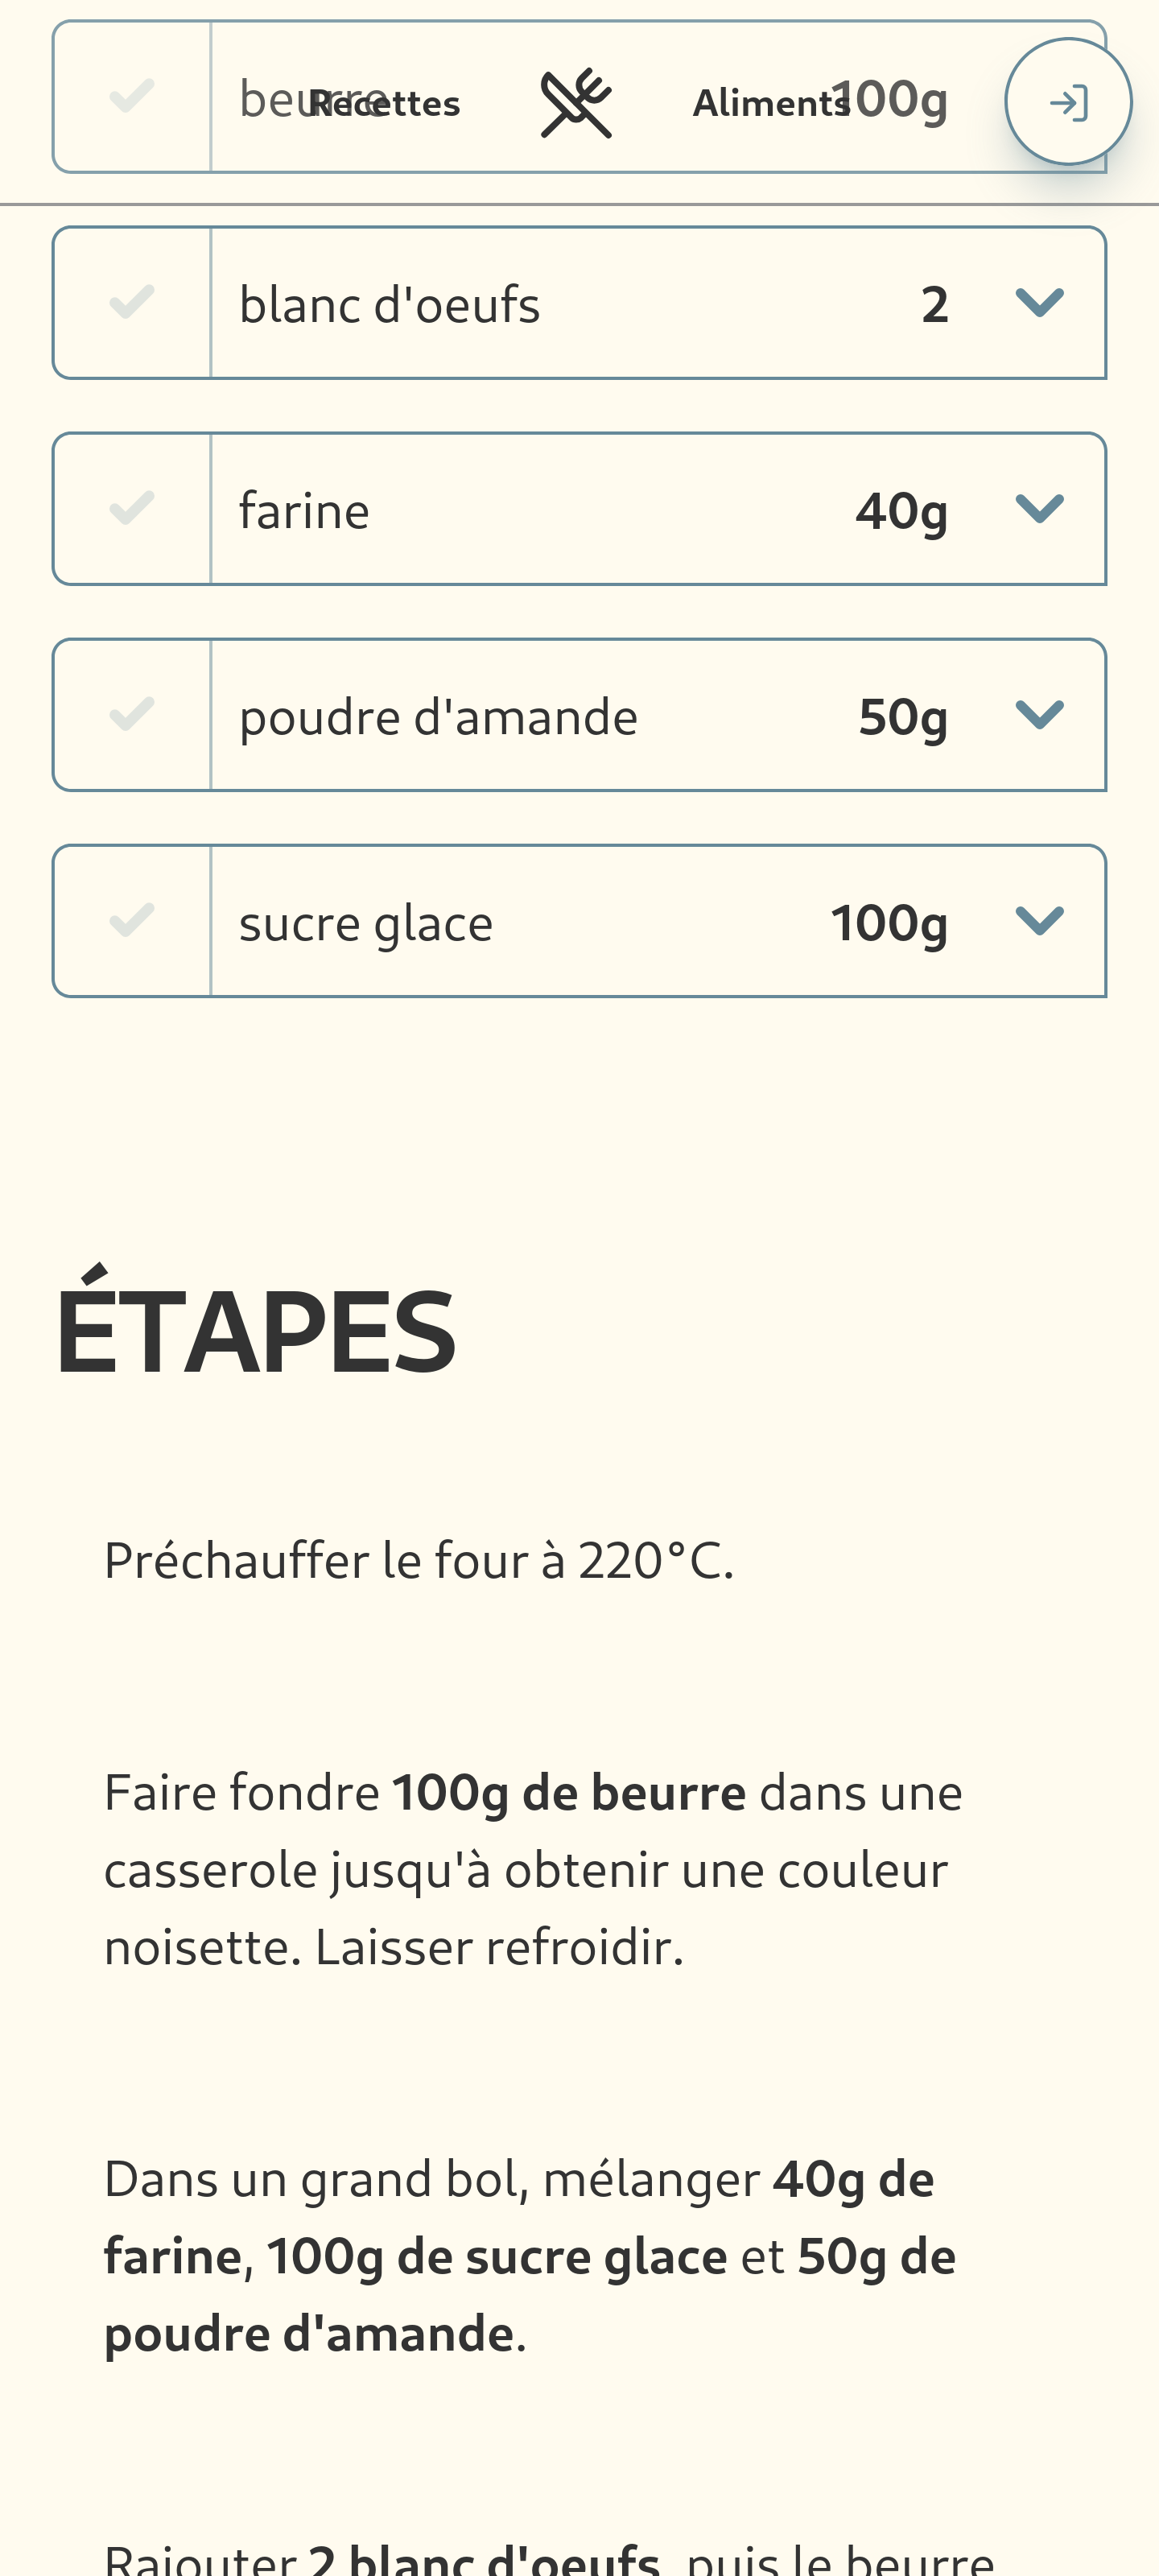 beurre 100g
Recettes Aliments
blanc d'oeufs 2
farine 40g
poudre d'amande 50g
sucre glace 100g
ÉTAPES
Préchauffer le four à 220°C.
Faire fondre 100g de beurre dans une
casserole jusqu'à obtenir une couleur
noisette. Laisser refroidir.
Dans un grand bol, mélanger 40g de
farine, 100g de sucre glace et 50g de
poudre d'amande.
Rajouter 2 blanc d'oeufs, puis le beurre